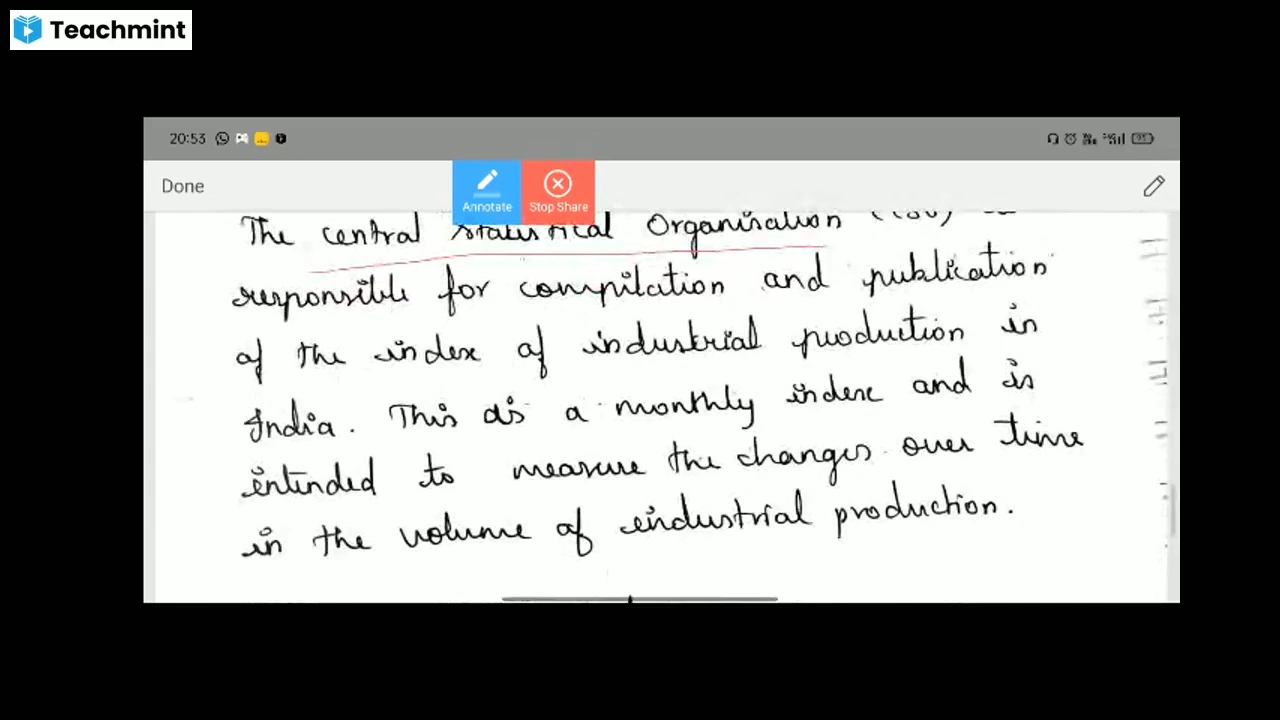 Teachmint
20:53
Done
Annotate
Stop Share
The central Statistical Organisation
responsible for compilation and publication
of the index of industrial production in
India. This is a monthly index and is
intended to measure the changes over time
in the volume of industrial production.